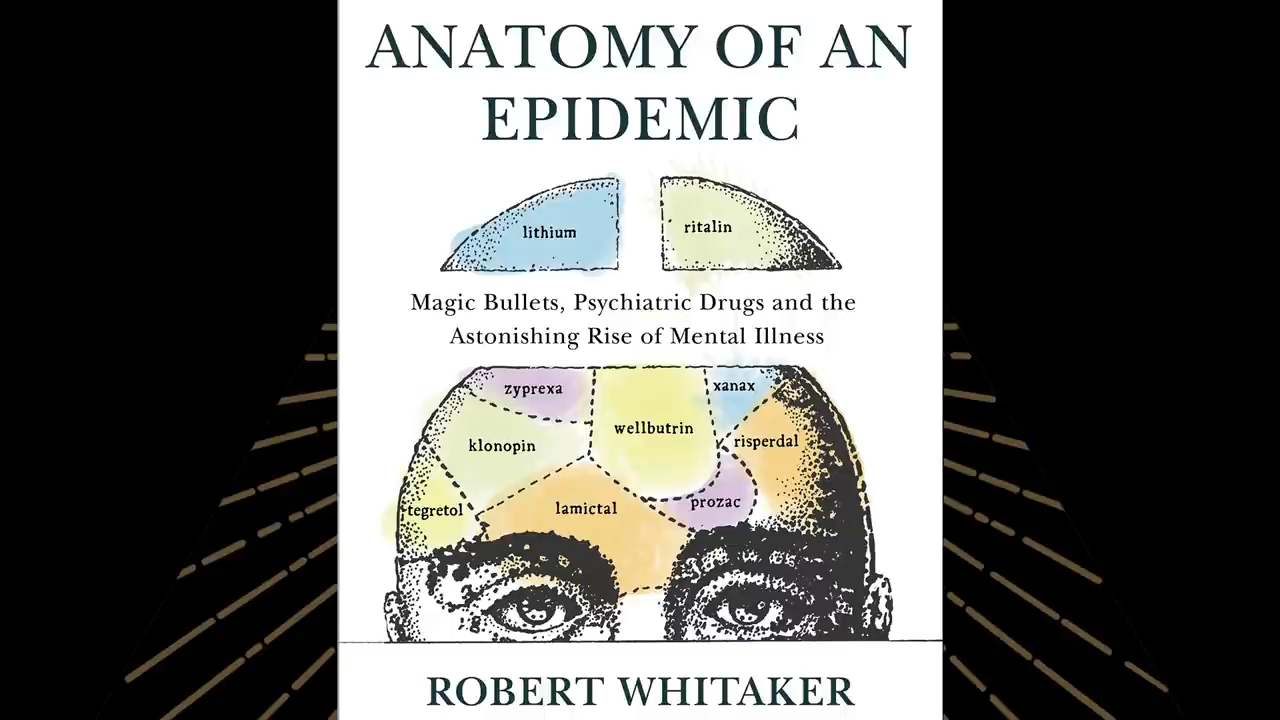 ANATOMY OF AN
EPIDEMIC
lithium
ritalin
Magic Bullets, Psychiatric Drugs and the
Astonishing Rise of Mental Illness
zyprexa
xanax
wellbutrin
klonopin
risperdal
tegretol
lamictal
prozac
ROBERT WHITAKER